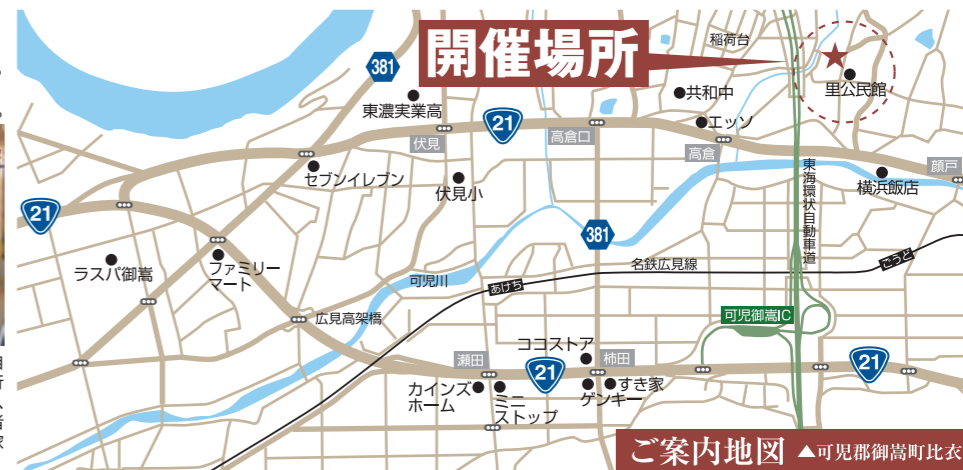 開催場所
稲荷台
381
里公民館
共和中
東濃実業高
21
エッソ
伏見
高倉口
高倉
セブンイレブン
伏見小
東海環状自動車道
横浜飯店
顔戸
21
381
ラスパ御嵩
ファミリー
マート
可児川
名鉄広見線
ごうど
あけち
広見高架橋
可児御嵩IC
ココストア
瀬田
21
柿田
21
カインズ
ホーム
ミニ
ストップ
ゲンキー
すき家
ご案内地図
▲可児郡御嵩町比衣